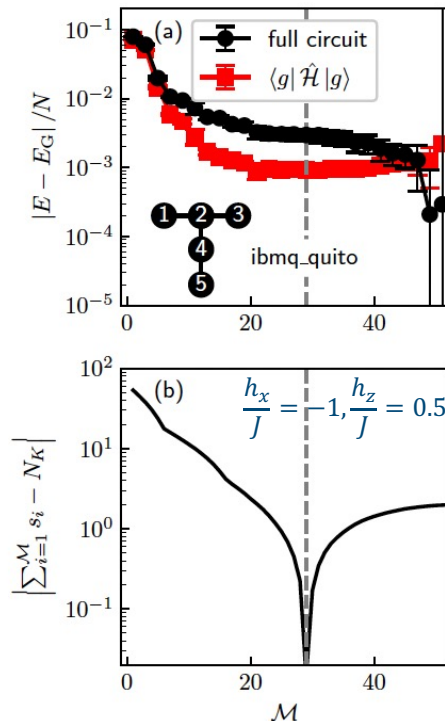 (a)
full circuit
⟨g| Ĥ |g⟩
|E − E_G| /N
10^{-1}
10^{-2}
10^{-3}
10^{-4}
10^{-5}
1 2 3
4
5
ibmq_quito
0 20 40
(b)
h_x/J = −1, h_z/J = 0.5
|∑_{i=1}^{ℳ} s_i − N_K|
10^2
10^1
10^0
10^{-1}
0 20 40
ℳ